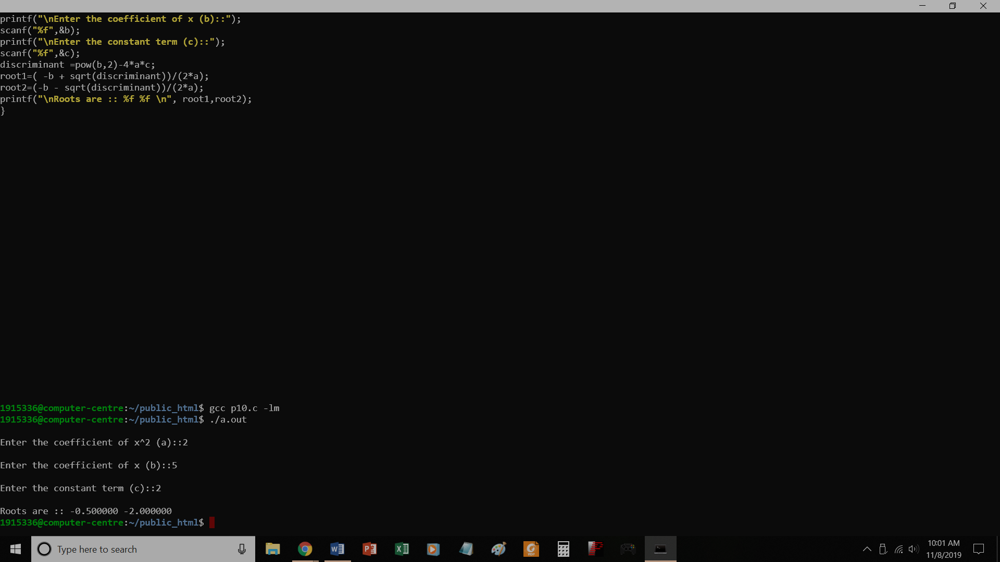 printf("\nEnter the coefficient of x (b)::");
scanf("%f",&b);
printf("\nEnter the constant term (c)::");
scanf("%f",&c);
discriminant =pow(b,2)-4*a*c;
root1=( -b + sqrt(discriminant))/(2*a);
root2=(-b - sqrt(discriminant))/(2*a);
printf("\nRoots are :: %f %f \n", root1,root2);
}
1915336@computer-centre:~/public_html$ gcc p10.c -lm
1915336@computer-centre:~/public_html$ ./a.out
Enter the coefficient of x^2 (a)::2
Enter the coefficient of x (b)::5
Enter the constant term (c)::2
Roots are :: -0.500000 -2.000000
1915336@computer-centre:~/public_html$
Type here to search
10:01 AM
11/8/2019